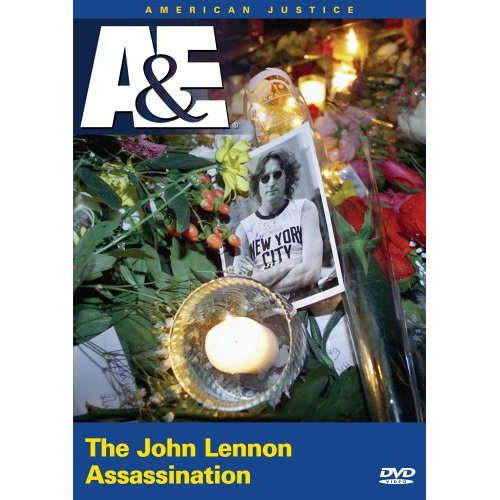 AMERICAN JUSTICE
A&E
®
NEW YORK
CITY
The John Lennon
Assassination
DVD
VIDEO